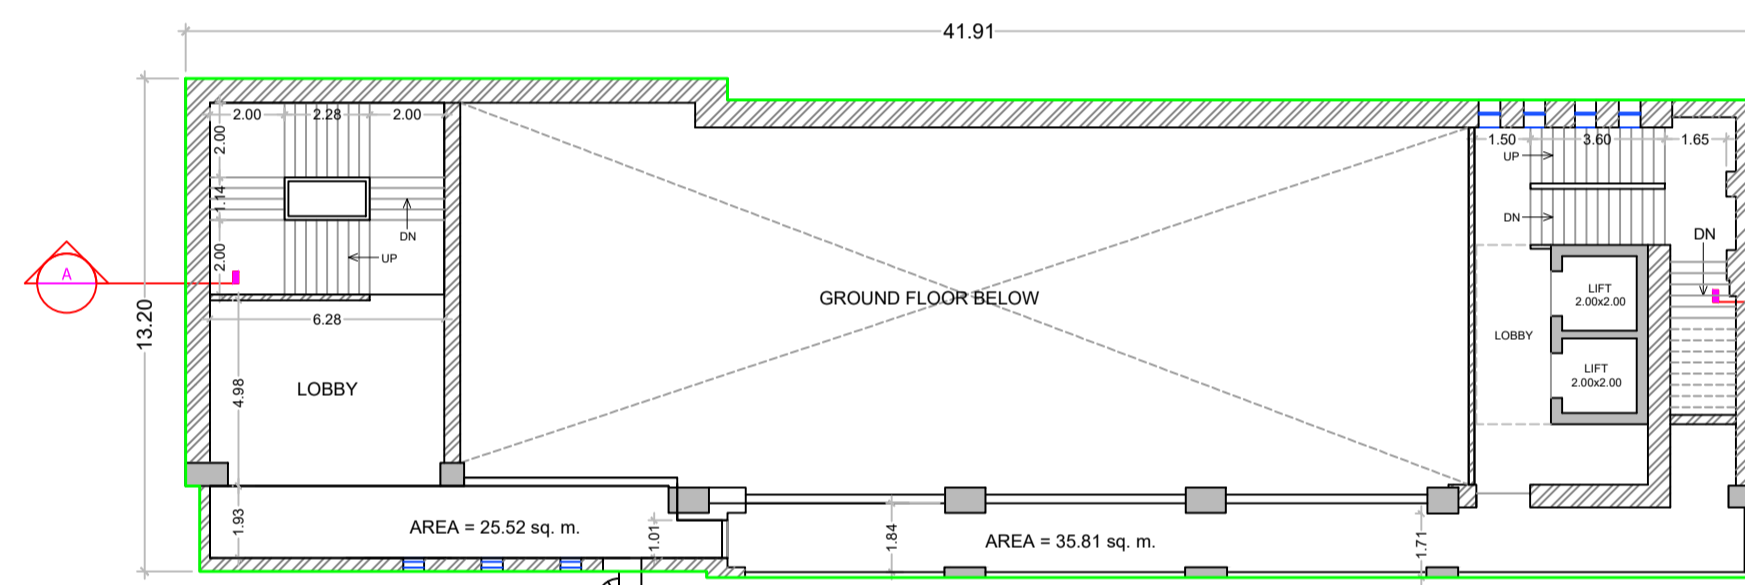 41.91
2.00
2.28
2.00
2.00
1.14
2.00
DN
UP
A
13.20
6.28
LOBBY
4.98
1.93
AREA = 25.52 sq. m.
1.01
GROUND FLOOR BELOW
1.84
AREA = 35.81 sq. m.
1.71
1.50
3.60
1.65
UP
DN
DN
LIFT
2.00x2.00
LOBBY
LIFT
2.00x2.00